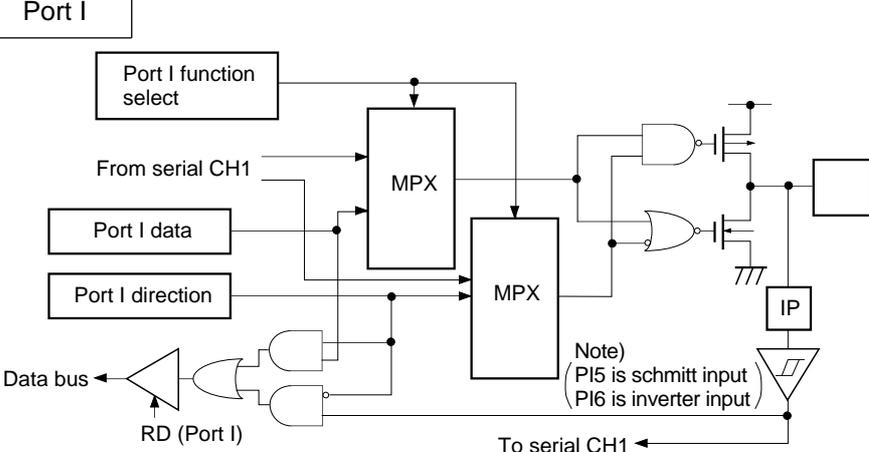 Port I
Port I function
select
From serial CH1
MPX
Port I data
Port I direction
MPX
IP
Note)
PI5 is schmitt input
PI6 is inverter input
Data bus
RD (Port I)
To serial CH1